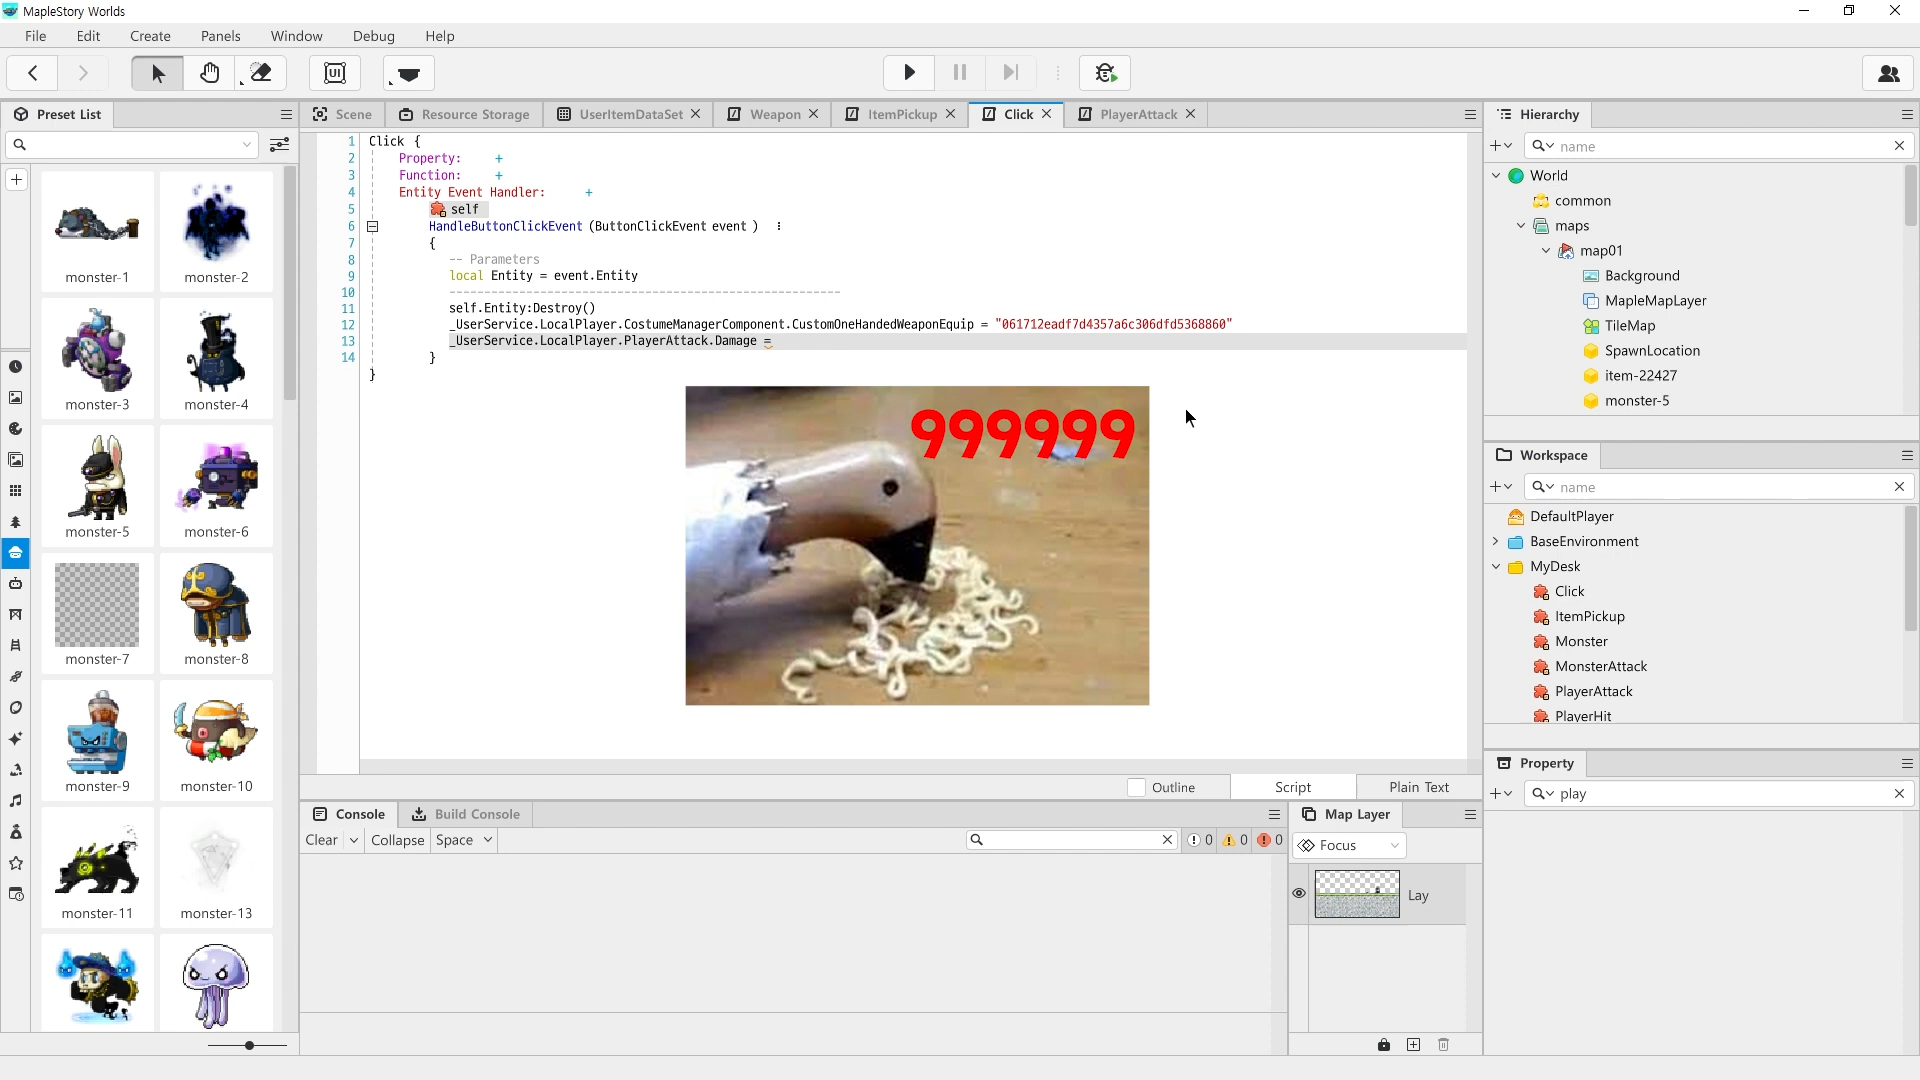 MapleStory Worlds
File Edit Create Panels Window Debug Help
UI
Preset List
monster-1 monster-2
monster-3 monster-4
monster-5 monster-6
monster-7 monster-8
monster-9 monster-10
monster-11 monster-13
Scene Resource Storage UserItemDataSet Weapon ItemPickup Click PlayerAttack
1 Click {
2 Property: +
3 Function: +
4 Entity Event Handler: +
5 self
6 HandleButtonClickEvent (ButtonClickEvent event )
7 {
8 -- Parameters
9 local Entity = event.Entity
10 ---------------------------------------------------------
11 self.Entity:Destroy()
12 _UserService.LocalPlayer.CostumeManagerComponent.CustomOneHandedWeaponEquip = "061712eadf7d4357a6c306dfd5368860"
13 _UserService.LocalPlayer.PlayerAttack.Damage =
14 }
}
999999
Outline Script Plain Text
Console Build Console
Clear Collapse Space 0 0 0
Map Layer
Focus
Lay
Hierarchy
name
World
common
maps
map01
Background
MapleMapLayer
TileMap
SpawnLocation
item-22427
monster-5
Workspace
name
DefaultPlayer
BaseEnvironment
MyDesk
Click
ItemPickup
Monster
MonsterAttack
PlayerAttack
PlayerHit
Property
play